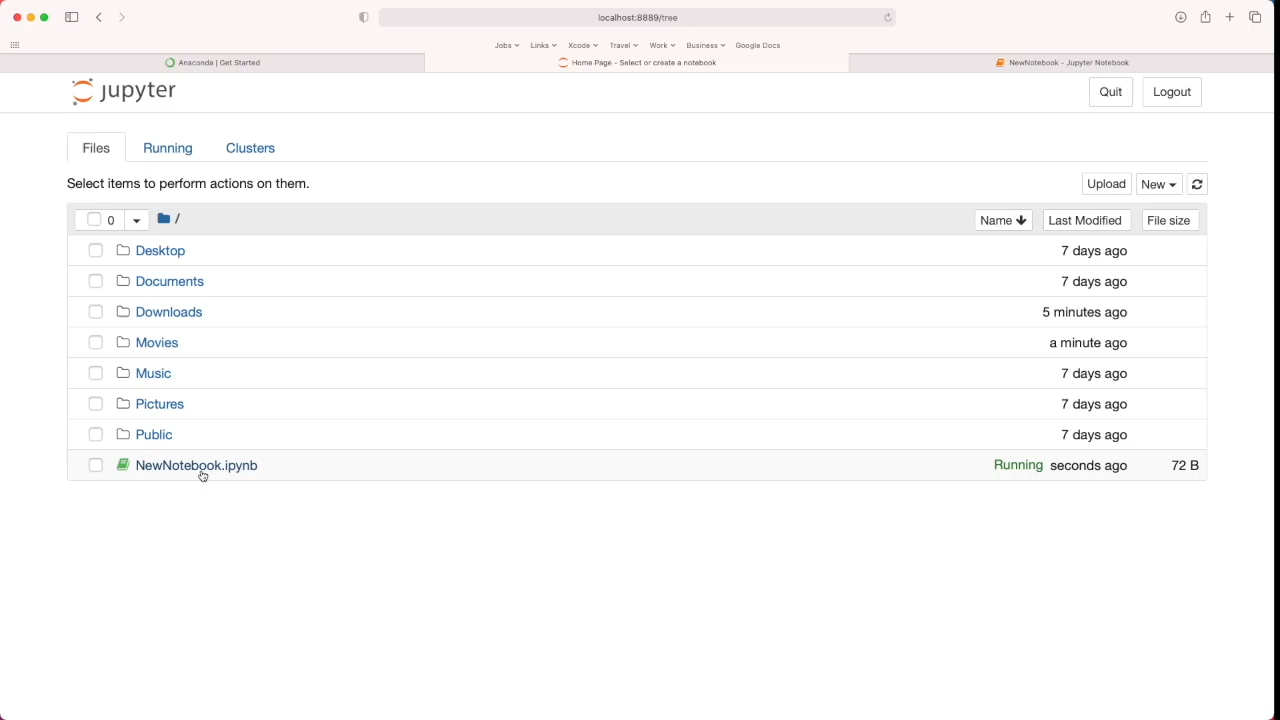 localhost:8889/tree
Jobs Links Xcode Travel Work Business Google Docs
Anaconda | Get Started
Home Page - Select or create a notebook
NewNotebook - Jupyter Notebook
jupyter
Quit Logout
Files Running Clusters
Select items to perform actions on them.
Upload New
0 / Name Last Modified File size
Desktop 7 days ago
Documents 7 days ago
Downloads 5 minutes ago
Movies a minute ago
Music 7 days ago
Pictures 7 days ago
Public 7 days ago
NewNotebook.ipynb Running seconds ago 72 B